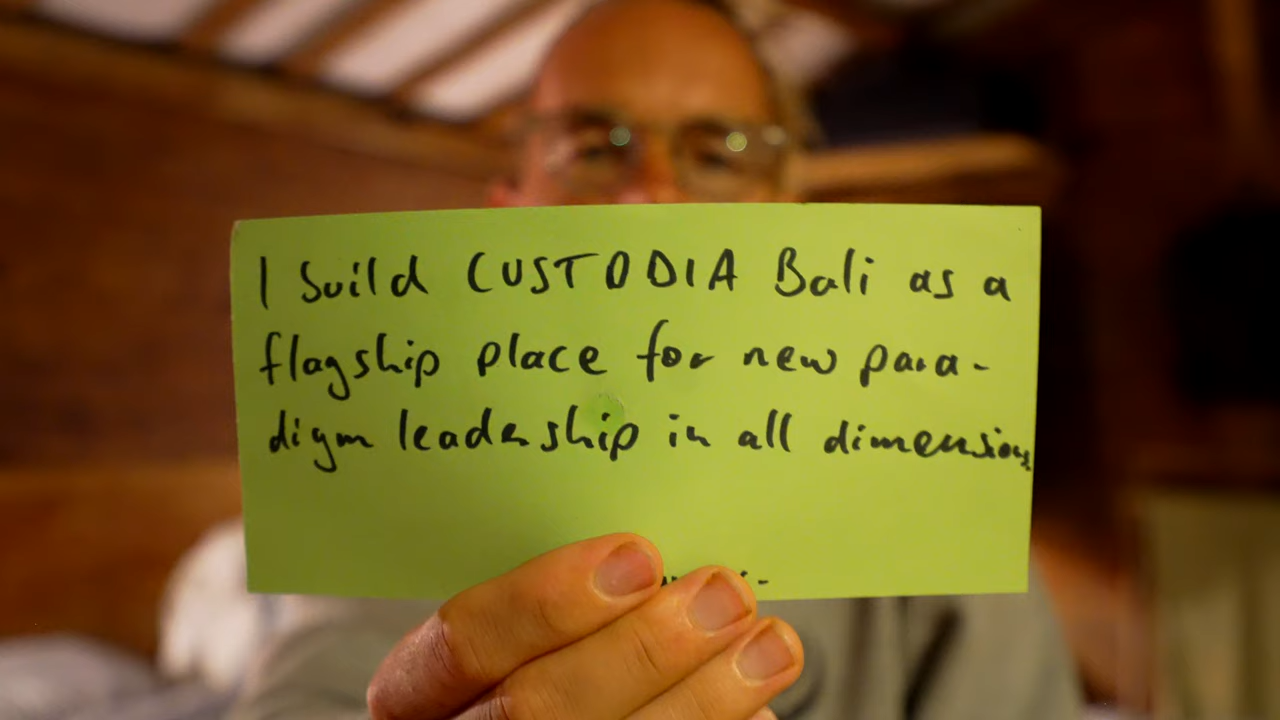 I build CUSTODIA Bali as a
flagship place for new para-
digm leadership in all dimensions